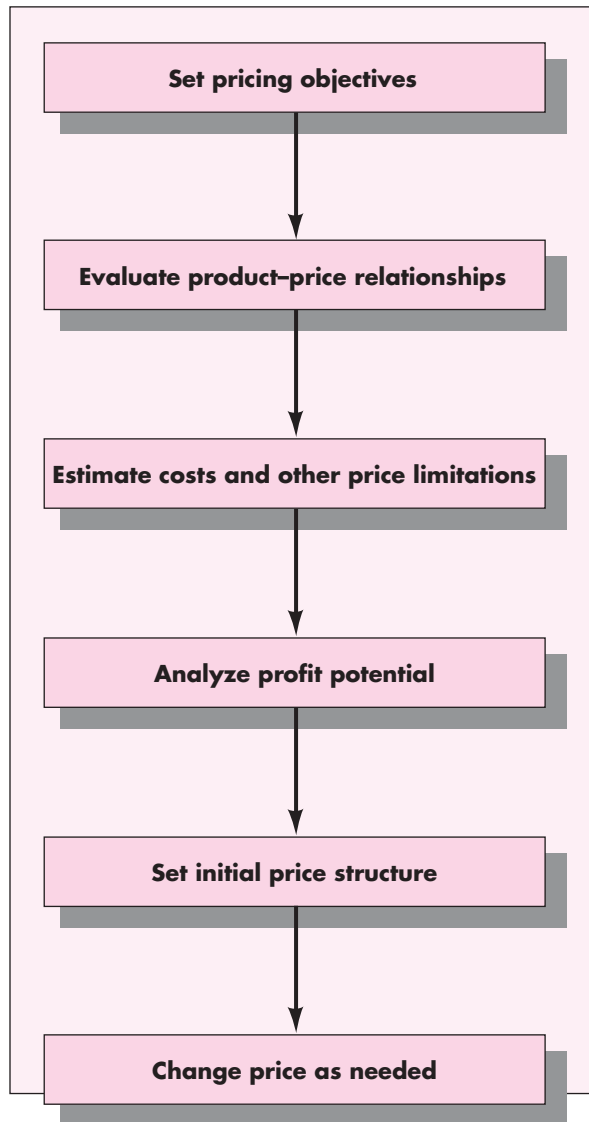 Set pricing objectives
Evaluate product–price relationships
Estimate costs and other price limitations
Analyze profit potential
Set initial price structure
Change price as needed